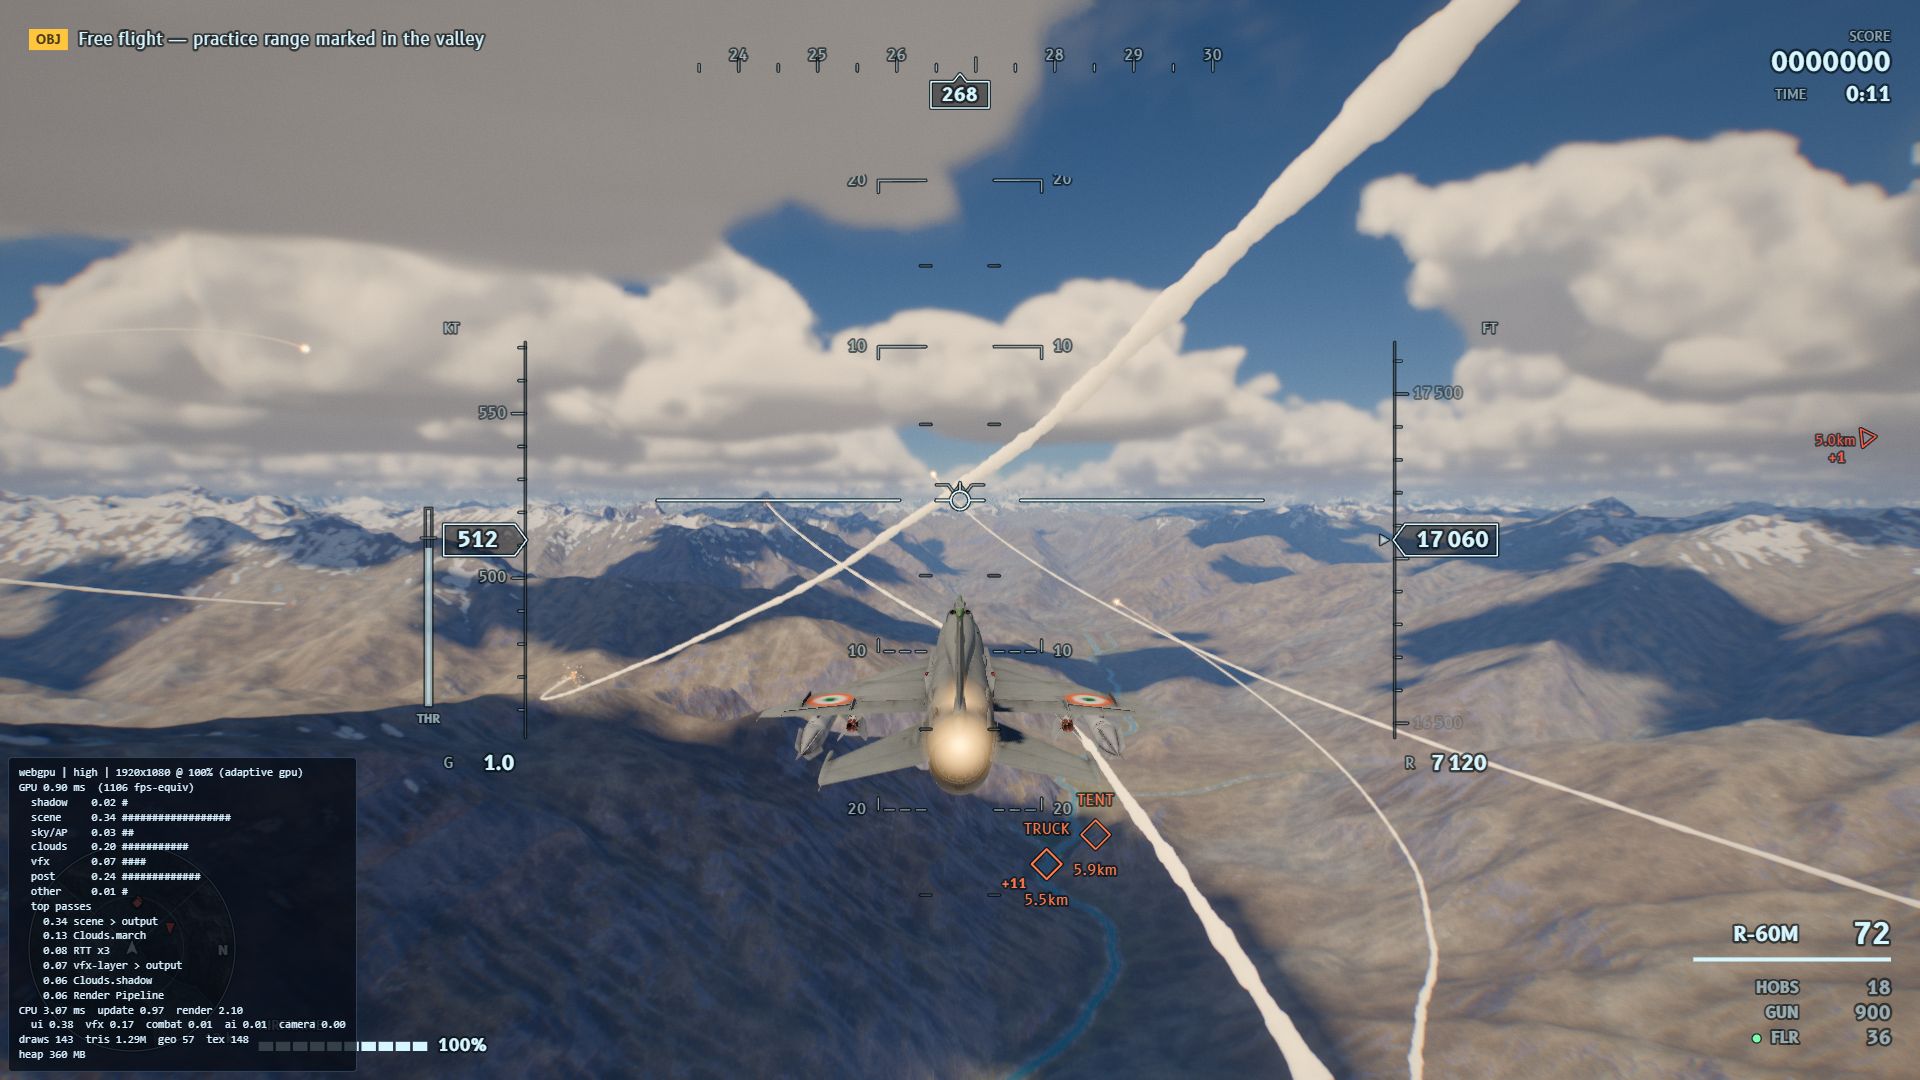 OBJ Free flight — practice range marked in the valley
24 25 26 28 29 30
268
SCORE
0000000
TIME 0:11
20 20
KT
FT
10 10
550
17 500
5.0km
+1
512
17 060
500
10 10
THR
16 500
G 1.0
R 7 120
20 20
TENT
TRUCK
5.9km
+11
5.5km
webgpu | high | 1920x1080 @ 100% (adaptive gpu)
GPU 0.90 ms (1106 fps-equiv)
shadow 0.02 #
scene 0.34 ##################
sky/AP 0.03 ##
clouds 0.20 ###########
vfx 0.07 ####
post 0.24 #############
other 0.01 #
top passes
0.34 scene > output
0.13 Clouds.march
0.08 RTT x3
0.07 vfx-layer > output
0.06 Clouds.shadow
0.06 Render Pipeline
CPU 3.07 ms update 0.97 render 2.10
ui 0.38 vfx 0.17 combat 0.01 ai 0.01 camera 0.00
draws 143 tris 1.29M geo 57 tex 148
heap 360 MB
N
100%
R-60M 72
HOBS 18
GUN 900
FLR 36